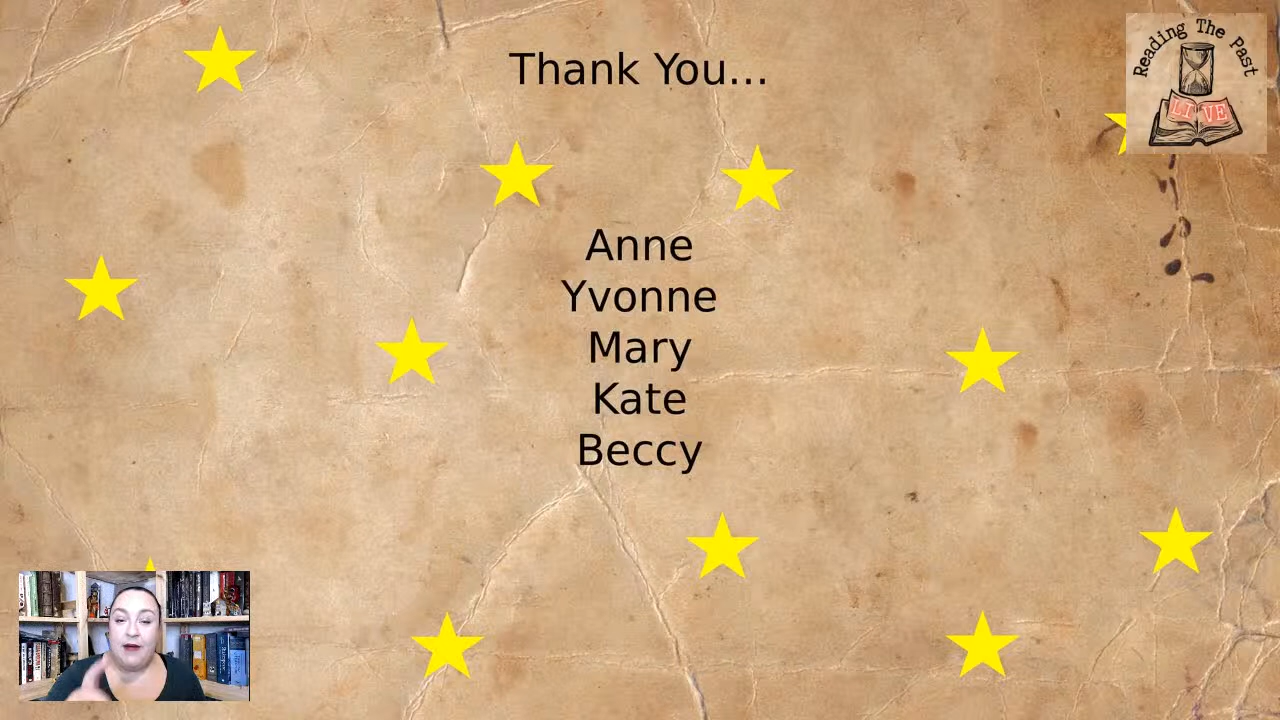 Thank You...
Reading The Past
LIVE
Anne
Yvonne
Mary
Kate
Beccy